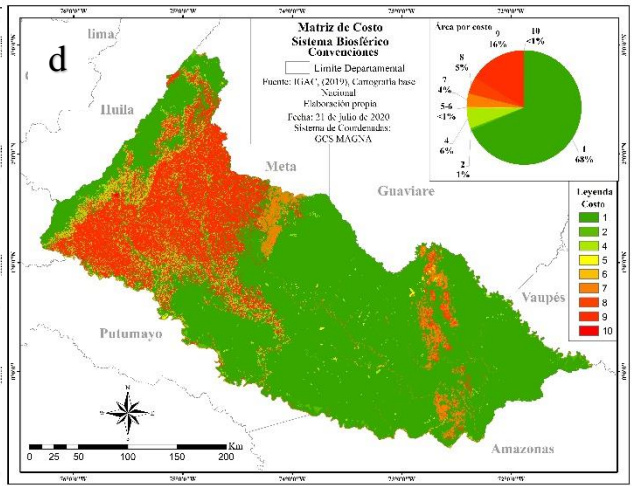 d
Matriz de Costo
Sistema Biosférico
Convenciones
Limite Departamental
Fuente: IGAC, (2019), Cartografía base
Nacional
Elaboración propia
Fecha: 21 de julio de 2020
Sistema de Coordenadas:
GCS MAGNA
Área por costo
10
<1%
9
16%
8
5%
7
4%
5-6
<1%
4
6%
2
1%
1
68%
lima
Huila
Meta
Guaviare
Vaupés
Putumayo
Amazonas
Leyenda
Costo
1
2
4
5
6
7
8
9
10
N
0 25 50 100 150 200
Km